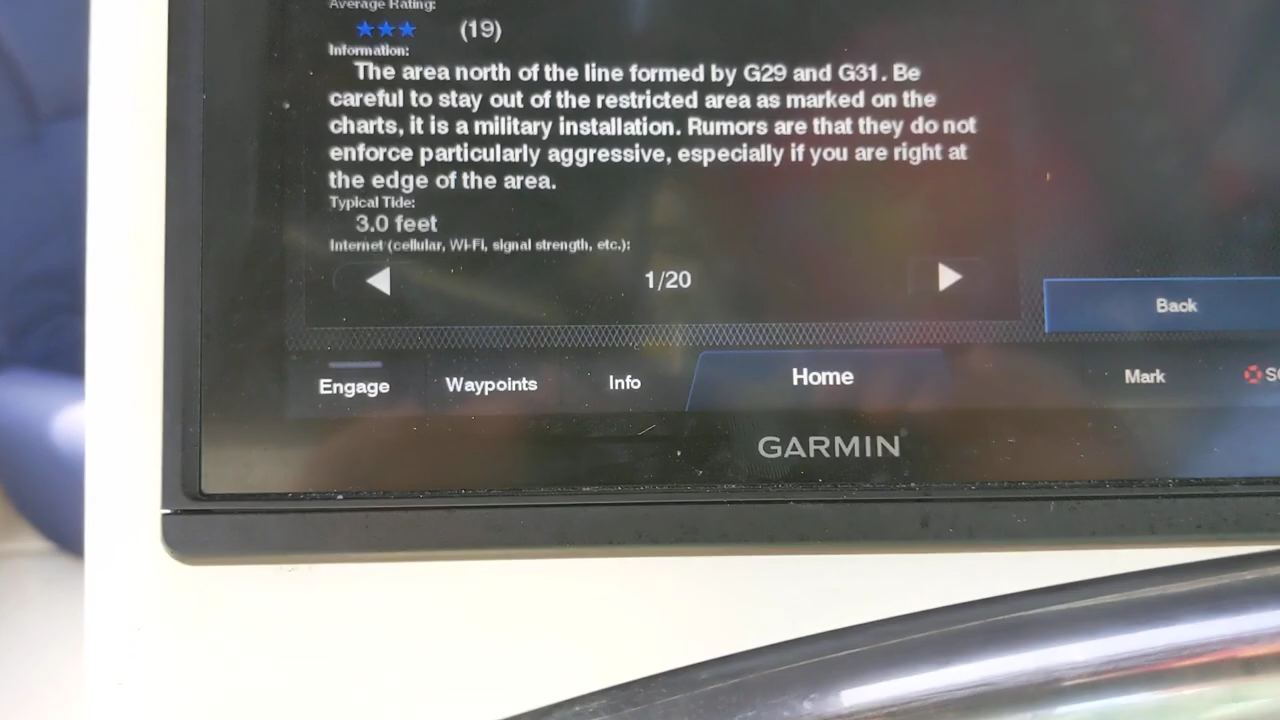 Average Rating:
(19)
Information:
The area north of the line formed by G29 and G31. Be
careful to stay out of the restricted area as marked on the
charts, it is a military installation. Rumors are that they do not
enforce particularly aggressive, especially if you are right at
the edge of the area.
Typical Tide:
3.0 feet
Internet (cellular, Wi-Fi, signal strength, etc.):
1/20
Back
Engage
Waypoints
Info
Home
Mark
GARMIN